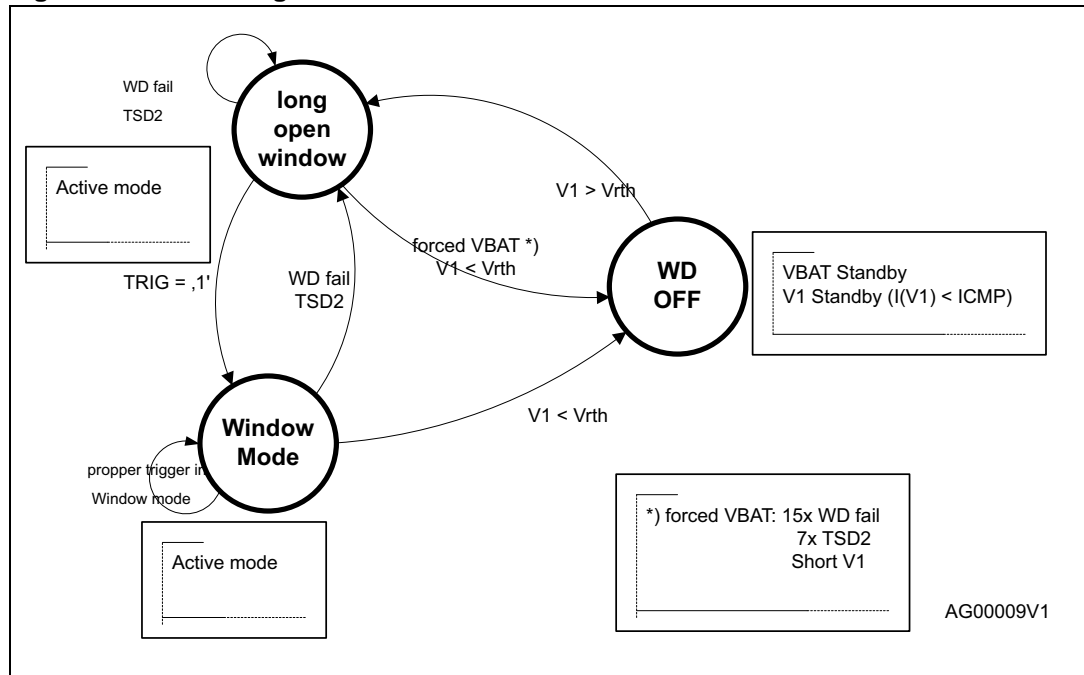 WD fail
TSD2
long
open
window
Active mode
V1 > Vrth
forced VBAT *)
V1 < Vrth
WD
OFF
VBAT Standby
V1 Standby (I(V1) < ICMP)
TRIG = ‚1'
WD fail
TSD2
Window
Mode
V1 < Vrth
propper trigger in
Window mode
Active mode
*) forced VBAT: 15x WD fail
7x TSD2
Short V1
AG00009V1